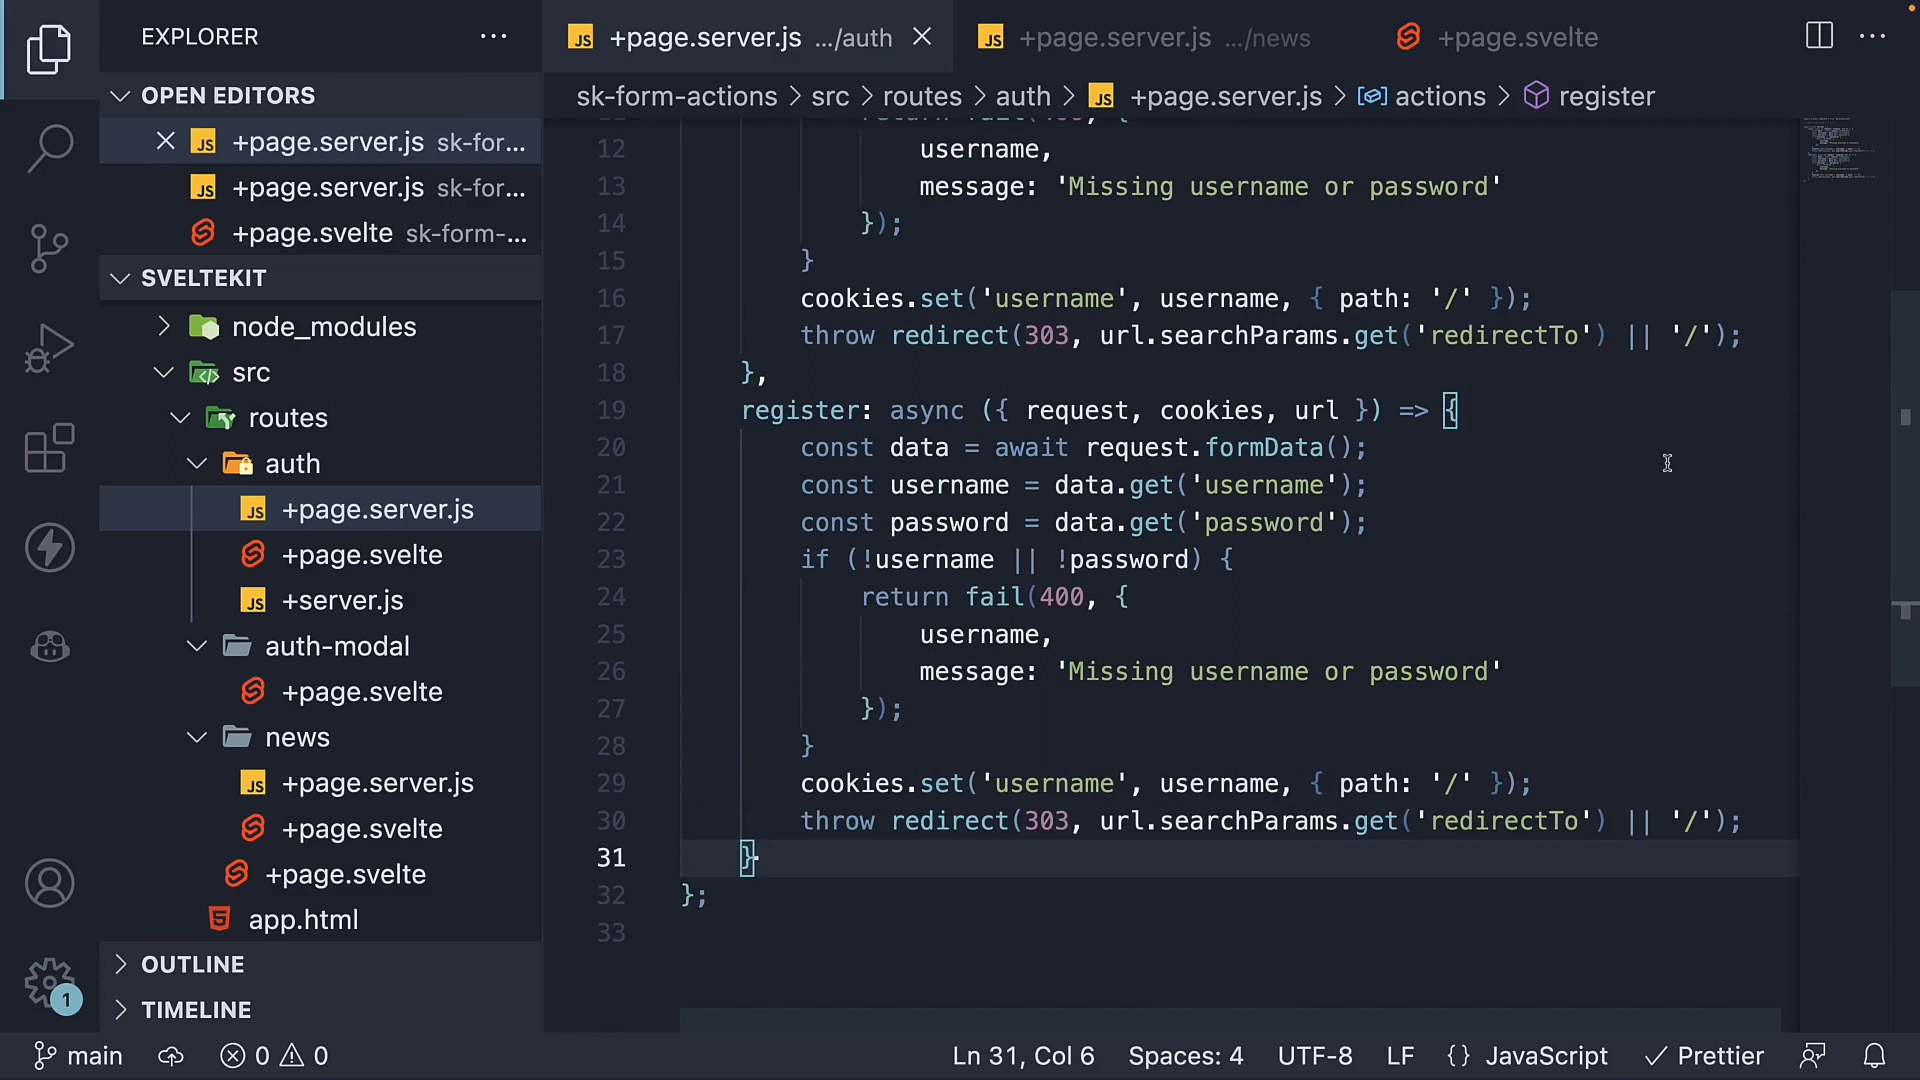 EXPLORER
OPEN EDITORS
+page.server.js sk-for...
+page.server.js sk-for...
+page.svelte sk-form-...
SVELTEKIT
node_modules
src
routes
auth
+page.server.js
+page.svelte
+server.js
auth-modal
+page.svelte
news
+page.server.js
+page.svelte
+page.svelte
app.html
OUTLINE
TIMELINE
+page.server.js .../auth
+page.server.js .../news
+page.svelte
sk-form-actions > src > routes > auth > JS +page.server.js > actions > register
11 return fail(400, {
12 username,
13 message: 'Missing username or password'
14 });
15 }
16 cookies.set('username', username, { path: '/' });
17 throw redirect(303, url.searchParams.get('redirectTo') || '/');
18 },
19 register: async ({ request, cookies, url }) => {
20 const data = await request.formData();
21 const username = data.get('username');
22 const password = data.get('password');
23 if (!username || !password) {
24 return fail(400, {
25 username,
26 message: 'Missing username or password'
27 });
28 }
29 cookies.set('username', username, { path: '/' });
30 throw redirect(303, url.searchParams.get('redirectTo') || '/');
31 }
32 };
33
1
main 0 0 Ln 31, Col 6 Spaces: 4 UTF-8 LF {} JavaScript Prettier